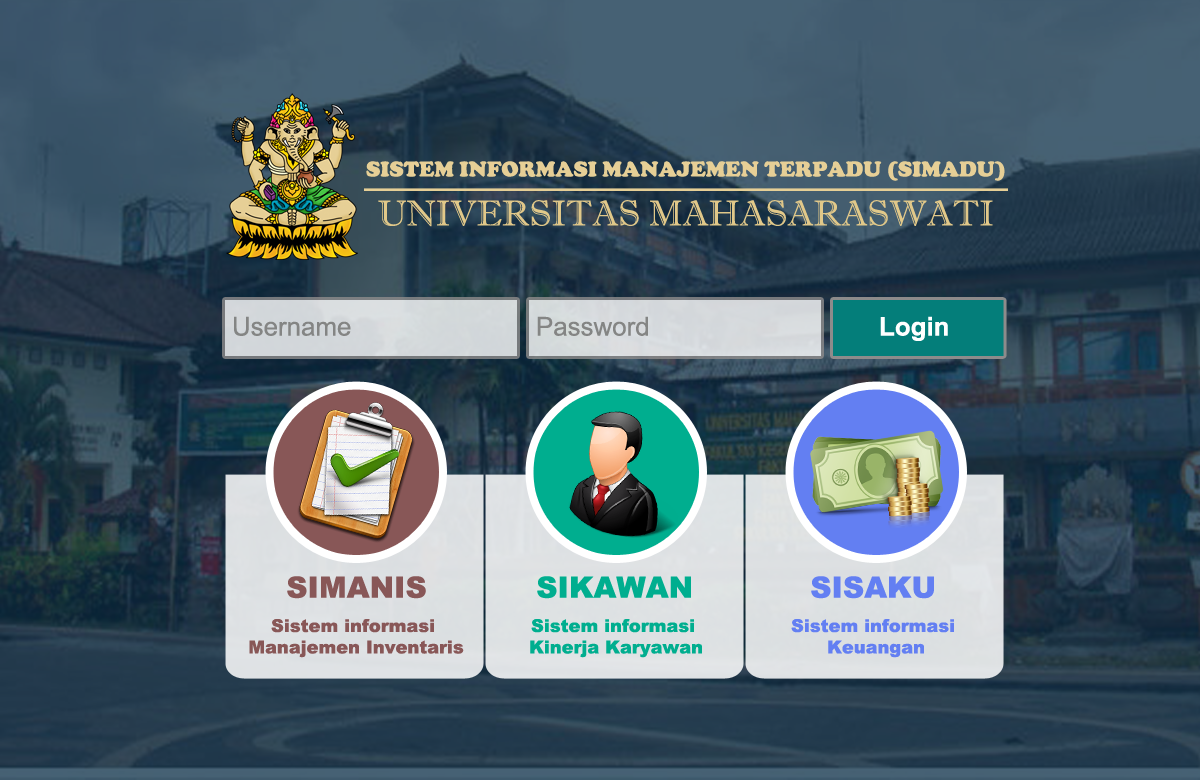 SISTEM INFORMASI MANAJEMEN TERPADU (SIMADU)
UNIVERSITAS MAHASARASWATI
Username
Password
Login
SIMANIS
Sistem informasi
Manajemen Inventaris
SIKAWAN
Sistem informasi
Kinerja Karyawan
SISAKU
Sistem informasi
Keuangan